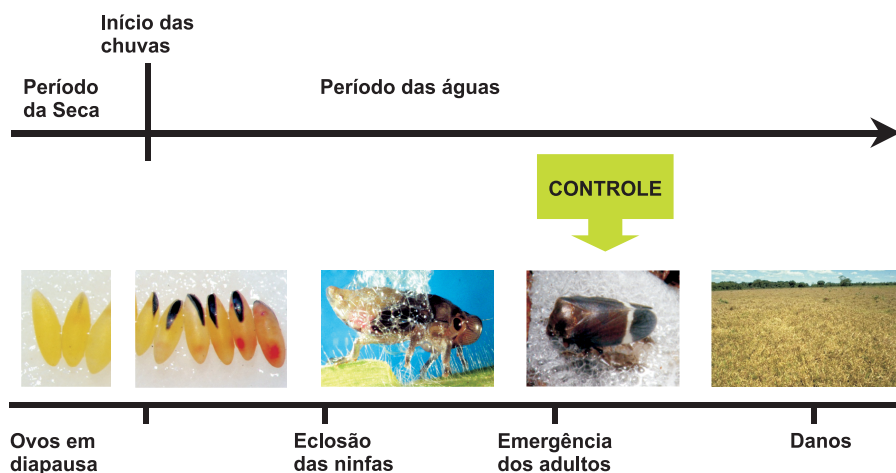 Início das
chuvas
Período
da Seca
Período das águas
CONTROLE
Ovos em
diapausa
Eclosão
das ninfas
Emergência
dos adultos
Danos